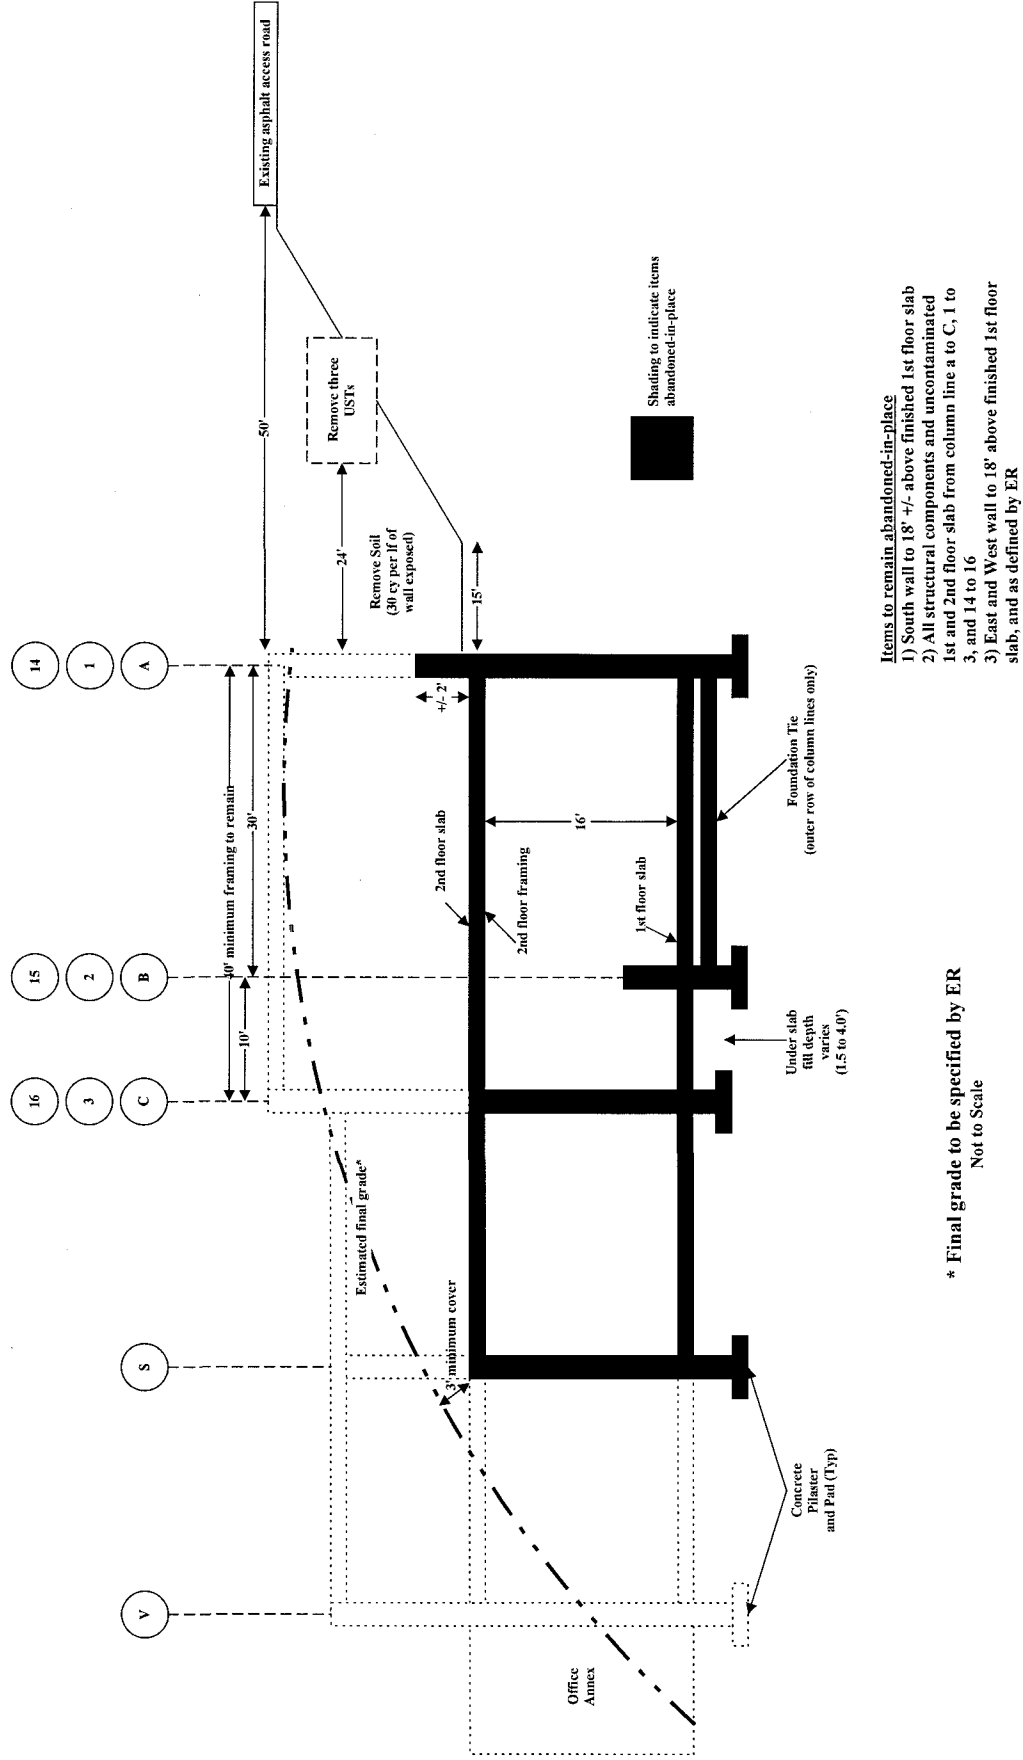 14
1
A
15
2
B
16
3
C
S
V
Existing asphalt access road
50'
40' minimum framing to remain
30'
10'
Remove three
USTs
24'
Remove Soil
(30 cy per lf of
wall exposed)
15'
+/- 2'
Estimated final grade*
3' minimum cover
2nd floor slab
2nd floor framing
16'
1st floor slab
Foundation Tie
(outer row of column lines only)
Under slab
fill depth
varies
(1.5 to 4.0')
Concrete
Pilaster
and Pad (Typ)
Office
Annex
Shading to indicate items
abandoned-in-place
Items to remain abandoned-in-place
1) South wall to 18' +/- above finished 1st floor slab
2) All structural components and uncontaminated
1st and 2nd floor slab from column line a to C, 1 to
3, and 14 to 16
3) East and West wall to 18' above finished 1st floor
slab, and as defined by ER
* Final grade to be specified by ER
Not to Scale